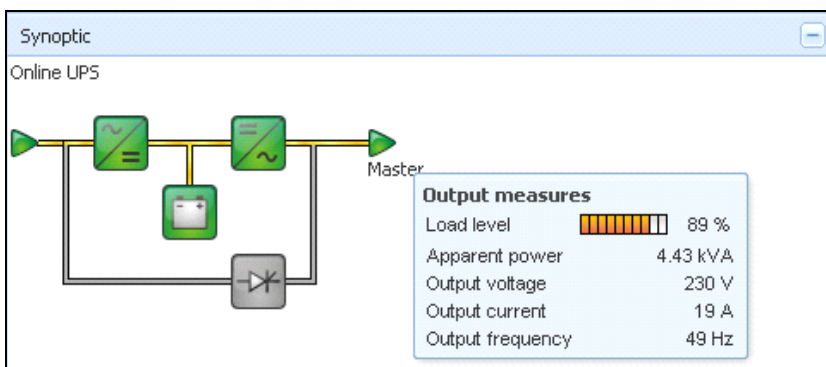 Synoptic
Online UPS
Master
Output measures
Load level 89 %
Apparent power 4.43 kVA
Output voltage 230 V
Output current 19 A
Output frequency 49 Hz